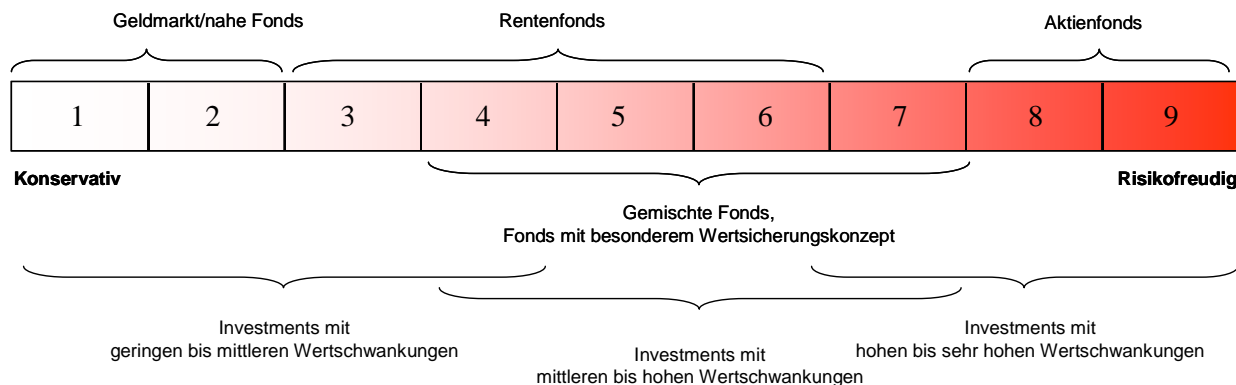 Geldmarkt/nahe Fonds
Rentenfonds
Aktienfonds
1 2 3 4 5 6 7 8 9
Konservativ
Risikofreudig
Gemischte Fonds,
Fonds mit besonderem Wertsicherungskonzept
Investments mit
geringen bis mittleren Wertschwankungen
Investments mit
mittleren bis hohen Wertschwankungen
Investments mit
hohen bis sehr hohen Wertschwankungen